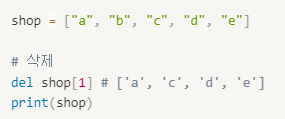 shop = ["a", "b", "c", "d", "e"]
# 삭제
del shop[1] # ['a', 'c', 'd', 'e']
print(shop)